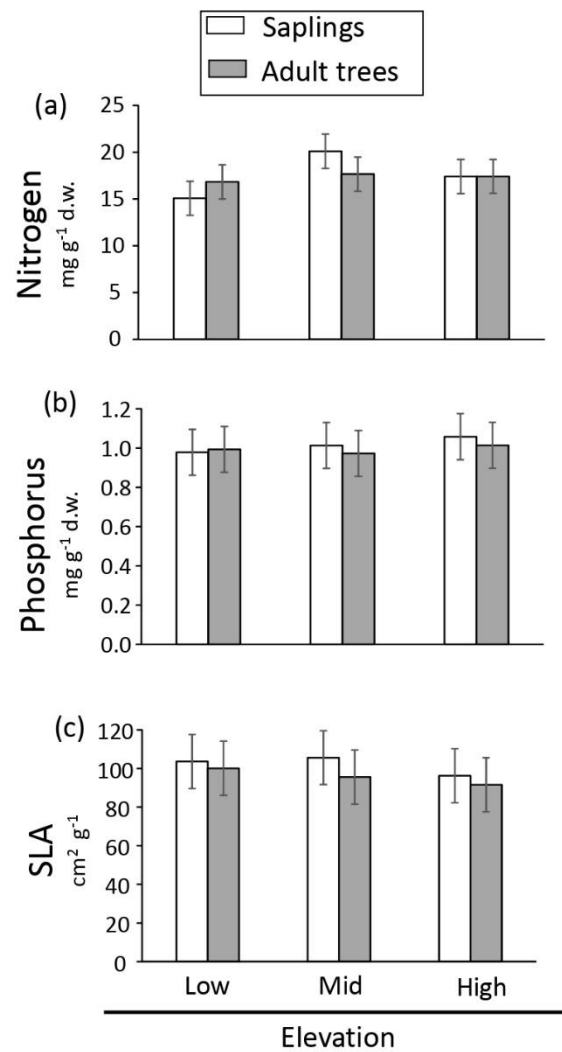 Saplings
Adult trees
(a)
Nitrogen
mg g⁻¹ d.w.
25
20
15
10
5
0
(b)
Phosphorus
mg g⁻¹ d.w.
1.2
1.0
0.8
0.6
0.4
0.2
0.0
(c)
SLA
cm² g⁻¹
120
100
80
60
40
20
0
Low Mid High
Elevation